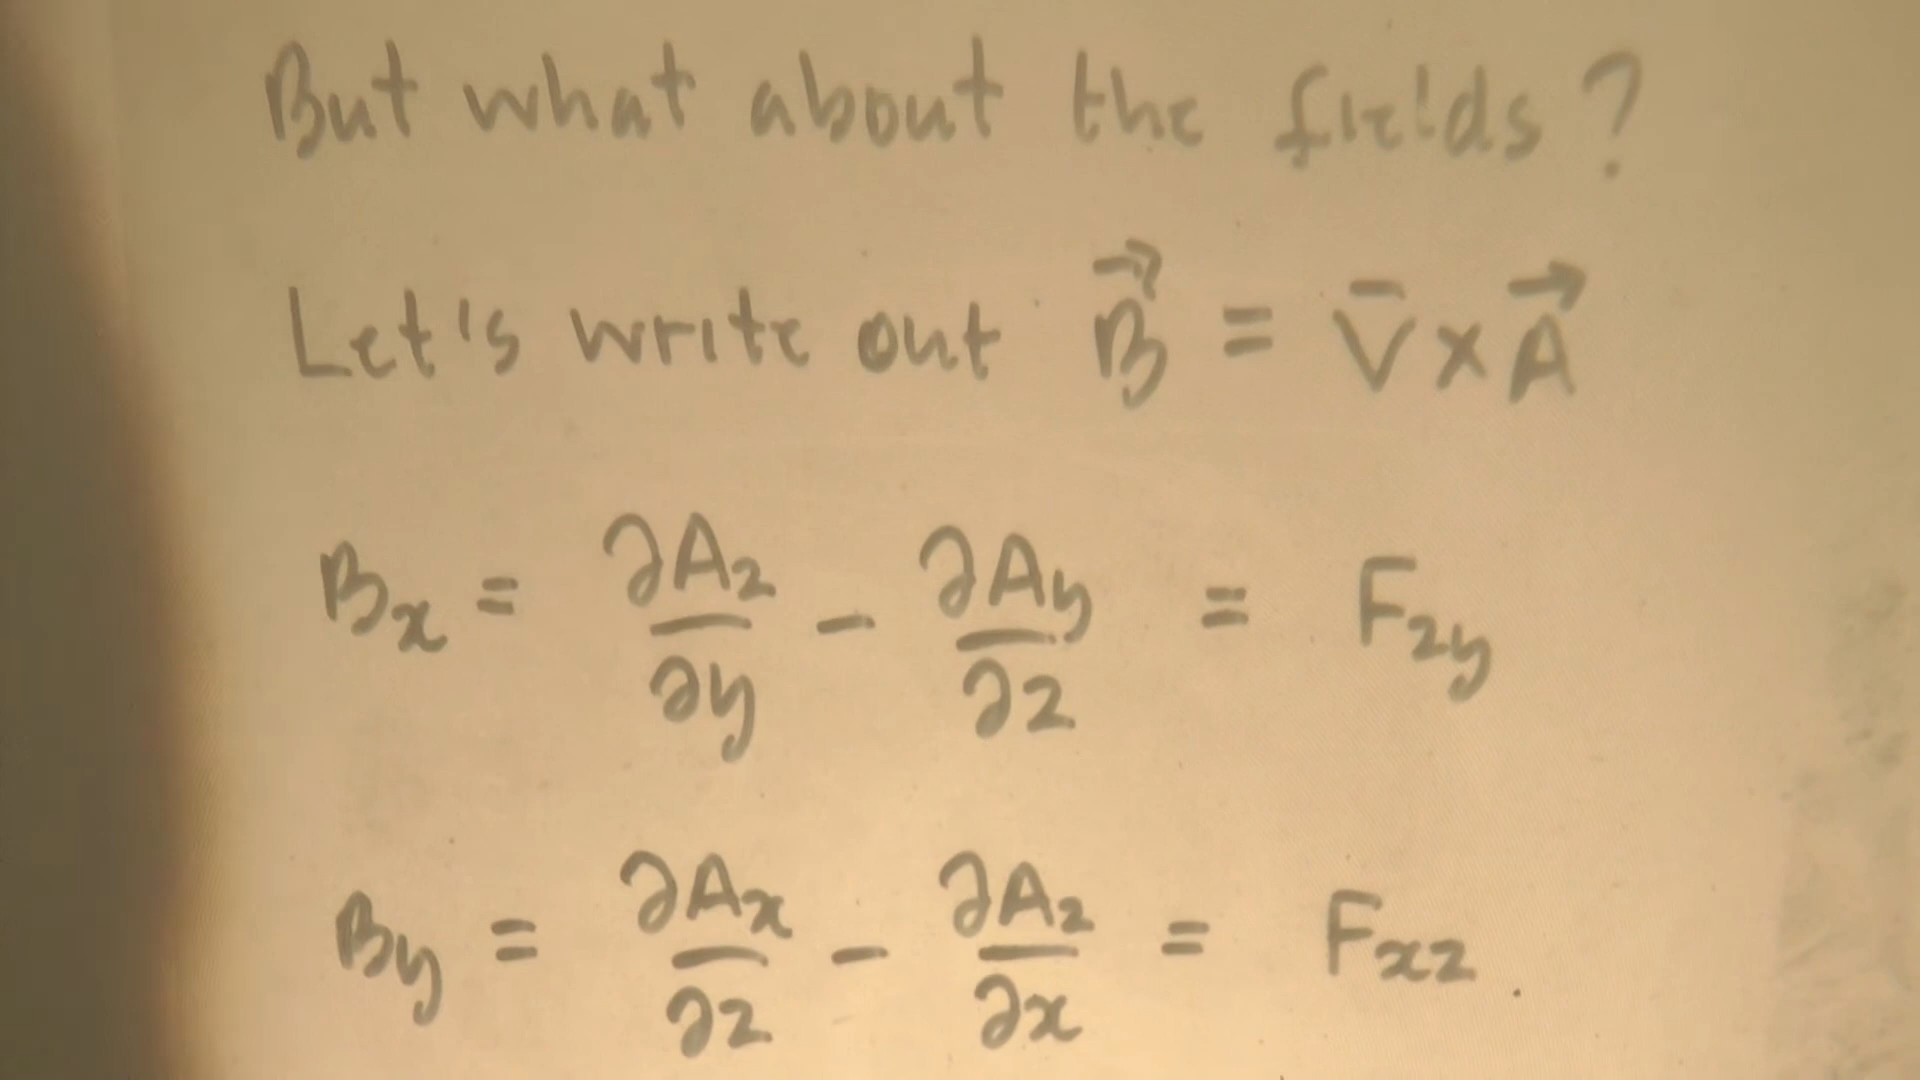 But what about the fields?
Let's write out B⃗ = ∇̄ × A⃗
Bx = ∂Az/∂y − ∂Ay/∂z = Fzy
By = ∂Ax/∂z − ∂Az/∂x = Fxz